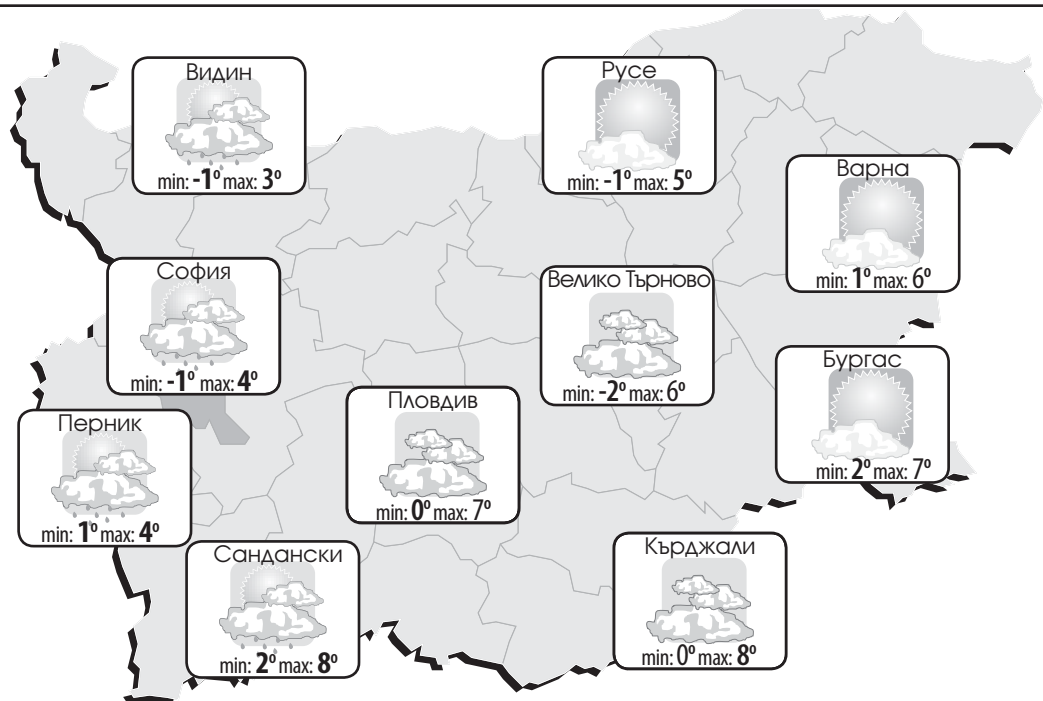 Видин
min: -1° max: 3°
Русе
min: -1° max: 5°
Варна
min: 1° max: 6°
София
min: -1° max: 4°
Велико Търново
min: -2° max: 6°
Бургас
min: 2° max: 7°
Пловдив
min: 0° max: 7°
Перник
min: 1° max: 4°
Сандански
min: 2° max: 8°
Кърджали
min: 0° max: 8°